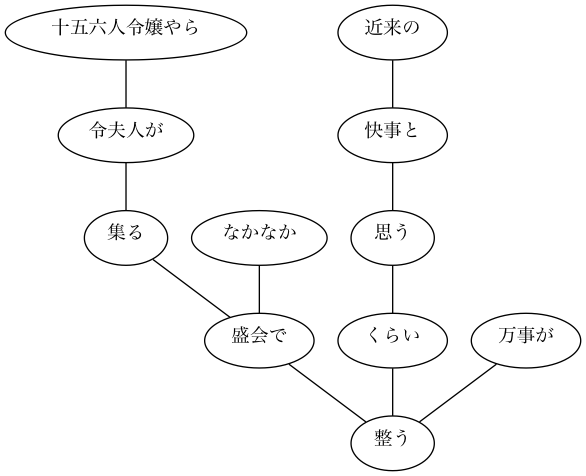 十五六人令嬢やら
近来の
令夫人が
快事と
集る
なかなか
思う
盛会で
くらい
万事が
整う